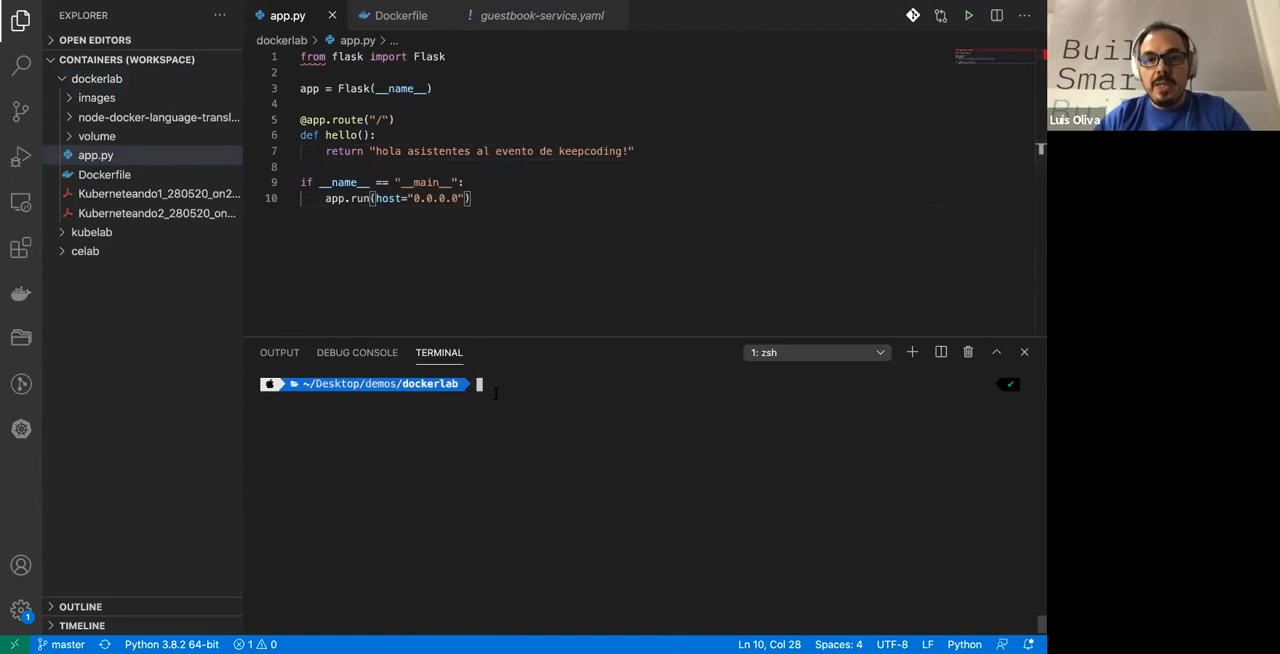 EXPLORER
OPEN EDITORS
CONTAINERS (WORKSPACE)
dockerlab
images
node-docker-language-transl...
volume
app.py
Dockerfile
Kuberneteando1_280520_on2...
Kuberneteando2_280520_on...
kubelab
celab
OUTLINE
TIMELINE
app.py
Dockerfile
! guestbook-service.yaml
dockerlab > app.py > ...
1 from flask import Flask
2
3 app = Flask(__name__)
4
5 @app.route("/")
6 def hello():
7 return "hola asistentes al evento de keepcoding!"
8
9 if __name__ == "__main__":
10 app.run(host="0.0.0.0")
OUTPUT DEBUG CONSOLE TERMINAL
1: zsh
~/Desktop/demos/dockerlab
1
master
Python 3.8.2 64-bit
1 0
Ln 10, Col 28
Spaces: 4
UTF-8
LF
Python
Luis Oliva